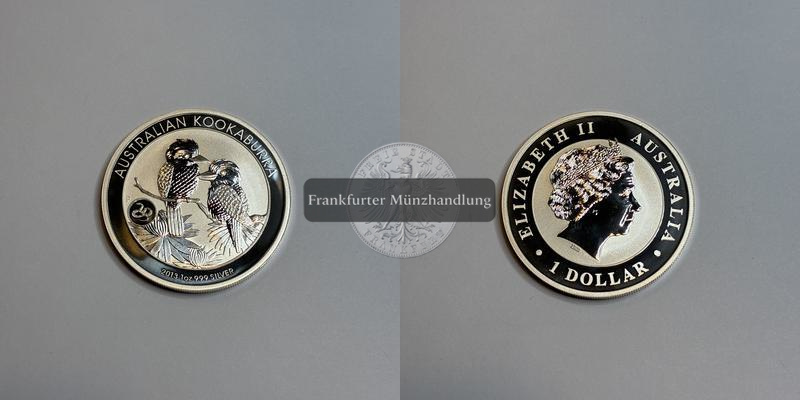 AUSTRALIAN KOOKABURRA
2013 1oz 999 SILVER
Frankfurter Münzhandlung
ELIZABETH II AUSTRALIA
• 1 DOLLAR •